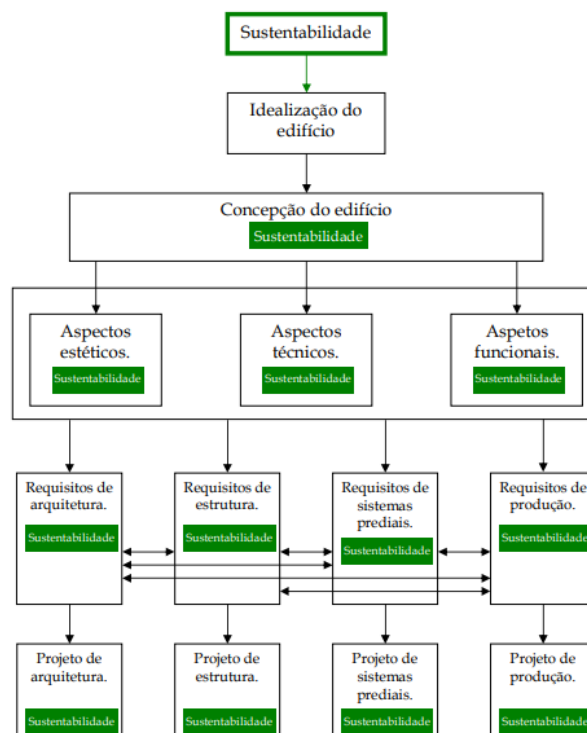 Sustentabilidade
Idealização do
edifício
Concepção do edifício
Sustentabilidade
Aspectos
estéticos.
Sustentabilidade
Aspectos
técnicos.
Sustentabilidade
Aspetos
funcionais.
Sustentabilidade
Requisitos de
arquitetura.
Sustentabilidade
Requisitos de
estrutura.
Sustentabilidade
Requisitos de
sistemas
prediais.
Sustentabilidade
Requisitos de
produção.
Sustentabilidade
Projeto de
arquitetura.
Sustentabilidade
Projeto de
estrutura.
Sustentabilidade
Projeto de
sistemas
prediais.
Sustentabilidade
Projeto de
produção.
Sustentabilidade